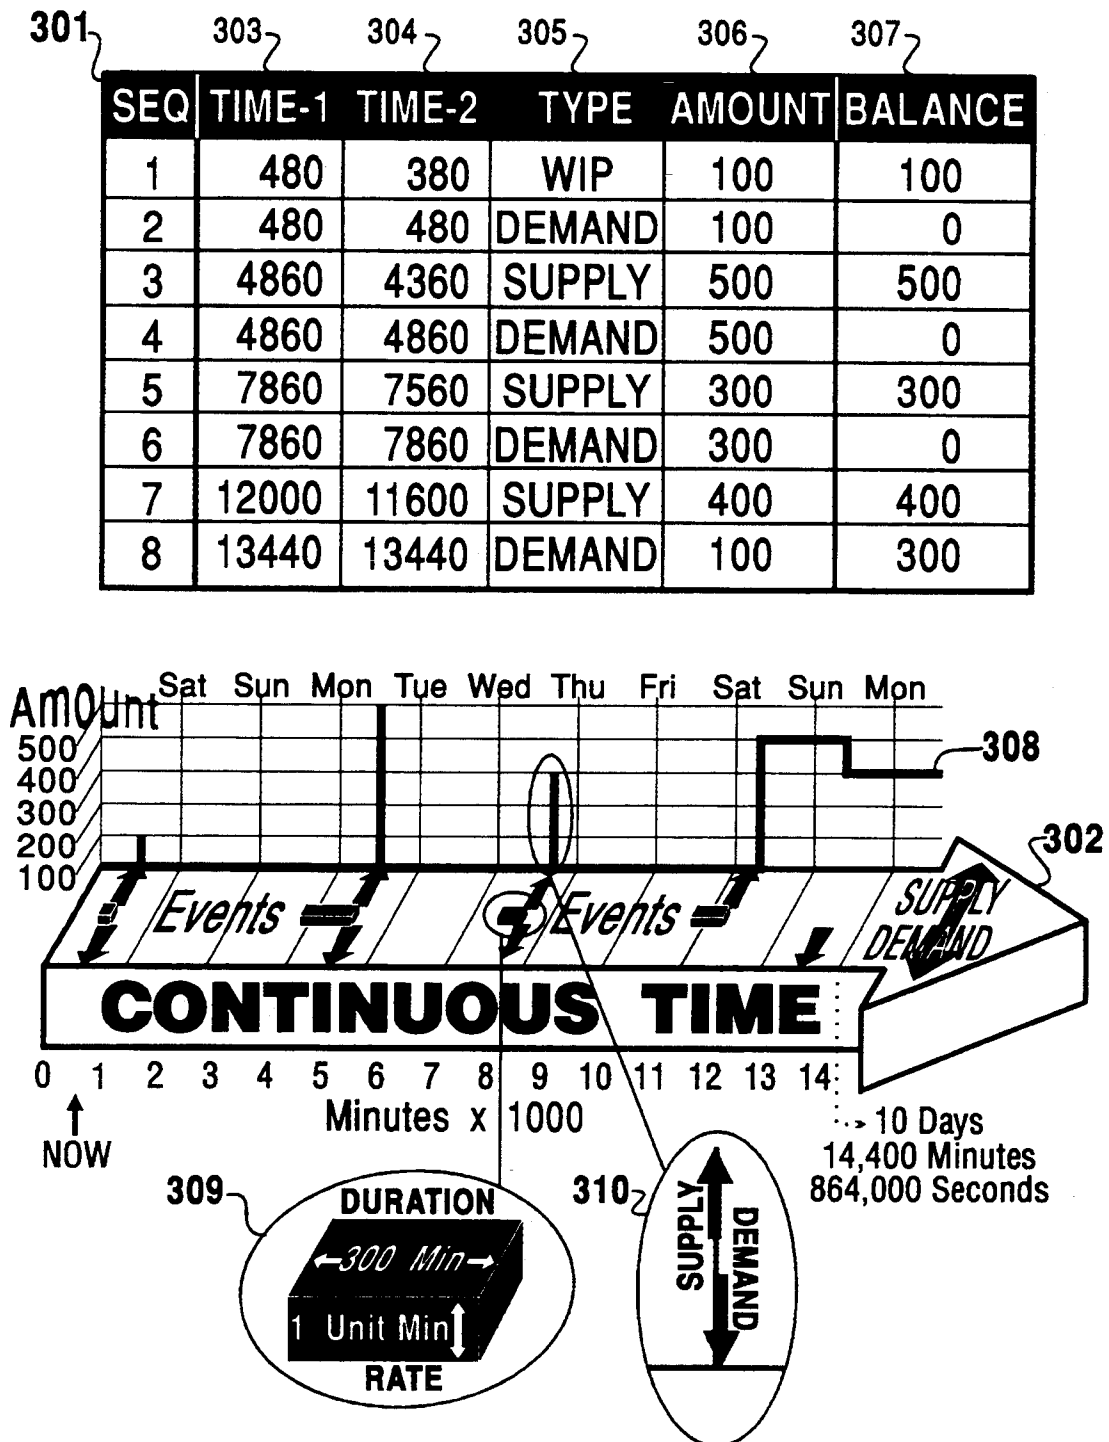 301 303 304 305 306 307
SEQ TIME-1 TIME-2 TYPE AMOUNT BALANCE
1 480 380 WIP 100 100
2 480 480 DEMAND 100 0
3 4860 4360 SUPPLY 500 500
4 4860 4860 DEMAND 500 0
5 7860 7560 SUPPLY 300 300
6 7860 7860 DEMAND 300 0
7 12000 11600 SUPPLY 400 400
8 13440 13440 DEMAND 100 300
Sat Sun Mon Tue Wed Thu Fri Sat Sun Mon
Amount
500
400
300
200
100
308
302
Events Events
SUPPLY
DEMAND
CONTINUOUS TIME
0 1 2 3 4 5 6 7 8 9 10 11 12 13 14
Minutes x 1000
NOW
10 Days
14,400 Minutes
864,000 Seconds
309
DURATION
300 Min
1 Unit Min
RATE
310
SUPPLY
DEMAND